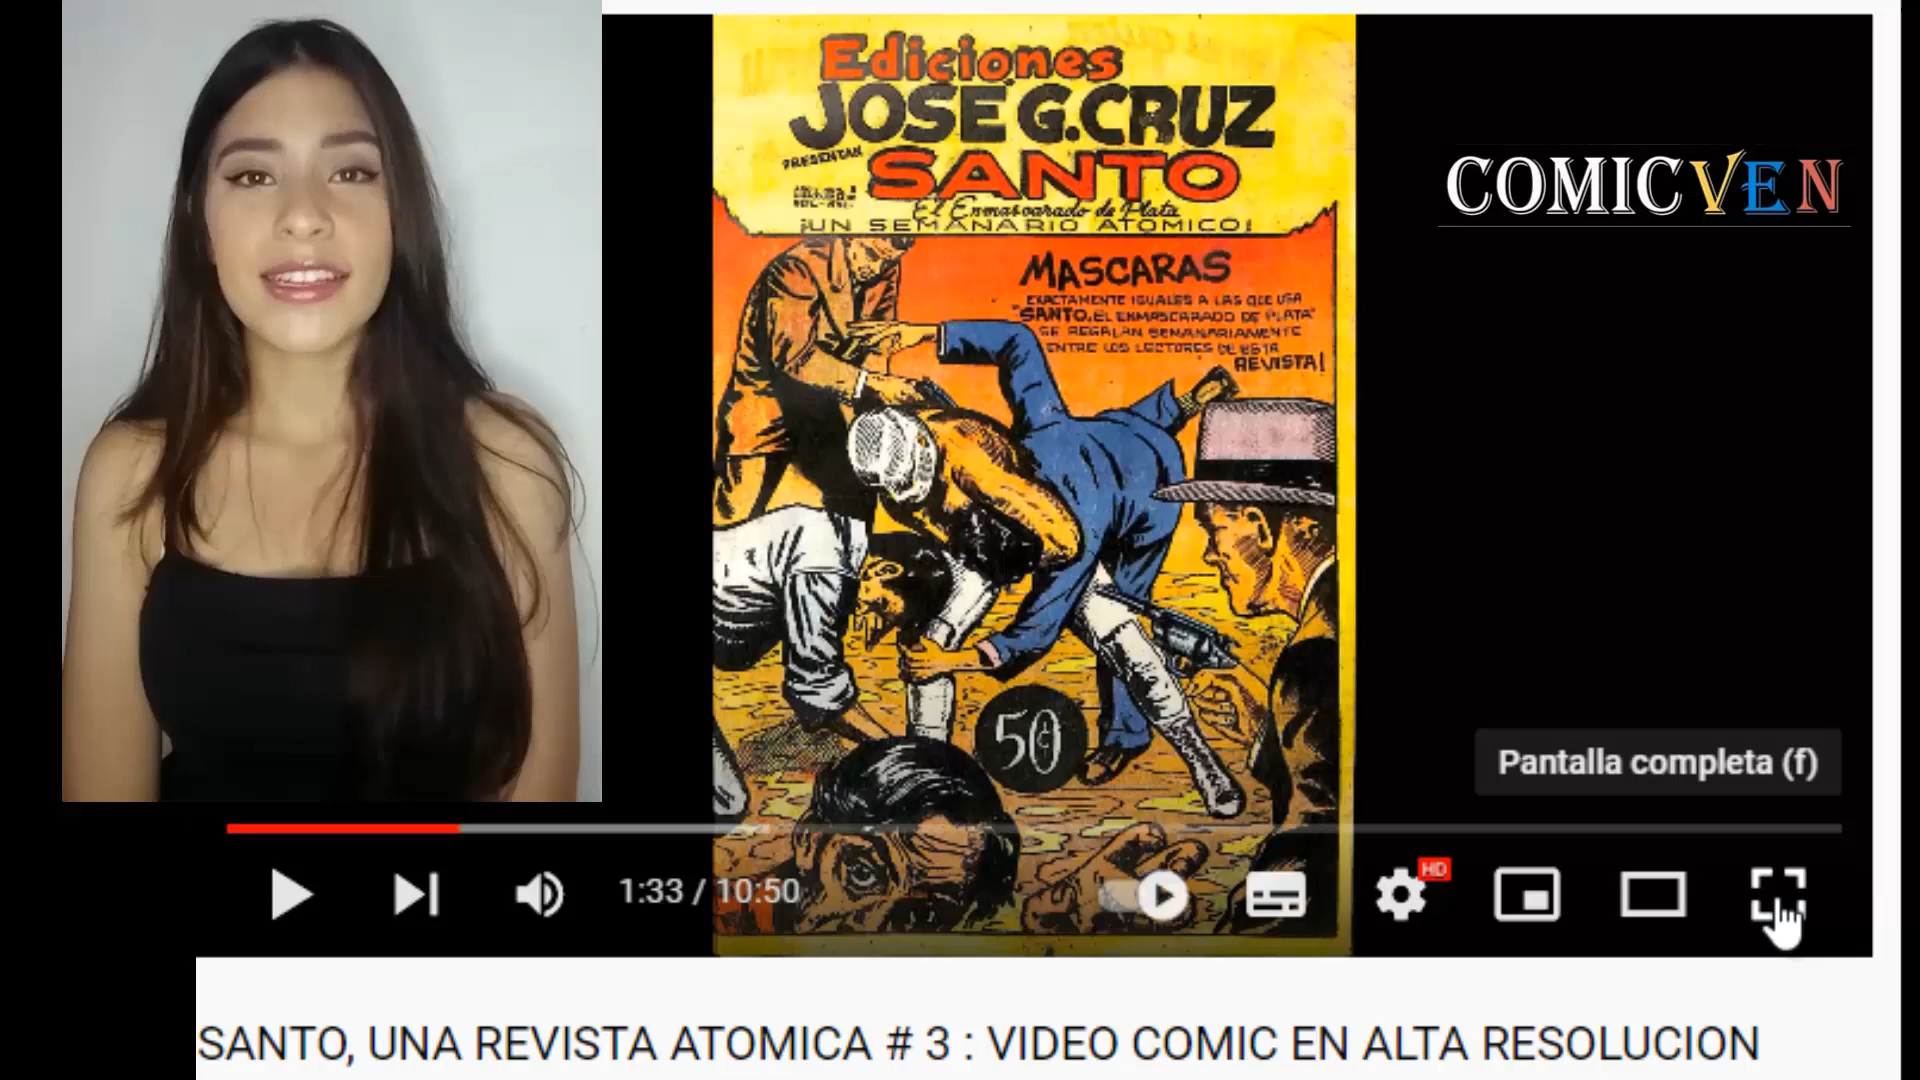 Ediciones
JOSE G. CRUZ
PRESENTAN
SANTO
El Enmascarado de Plata
¡UN SEMANARIO ATOMICO!
MASCARAS
EXACTAMENTE IGUALES A LAS QUE USA
"SANTO, EL ENMASCARADO DE PLATA"
SE REGALAN SEMANARIAMENTE
ENTRE LOS LECTORES DE ESTA
REVISTA!
50¢
COMICVEN
Pantalla completa (f)
1:33 / 10:50
HD
SANTO, UNA REVISTA ATOMICA # 3 : VIDEO COMIC EN ALTA RESOLUCION